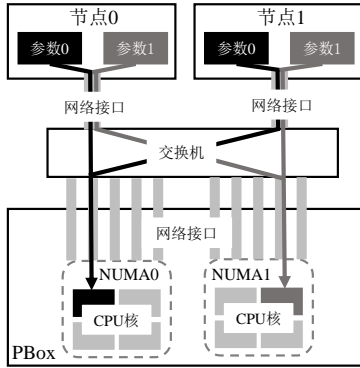 节点0
节点1
参数0
参数1
参数0
参数1
网络接口
网络接口
交换机
网络接口
NUMA0
NUMA1
CPU核
CPU核
PBox